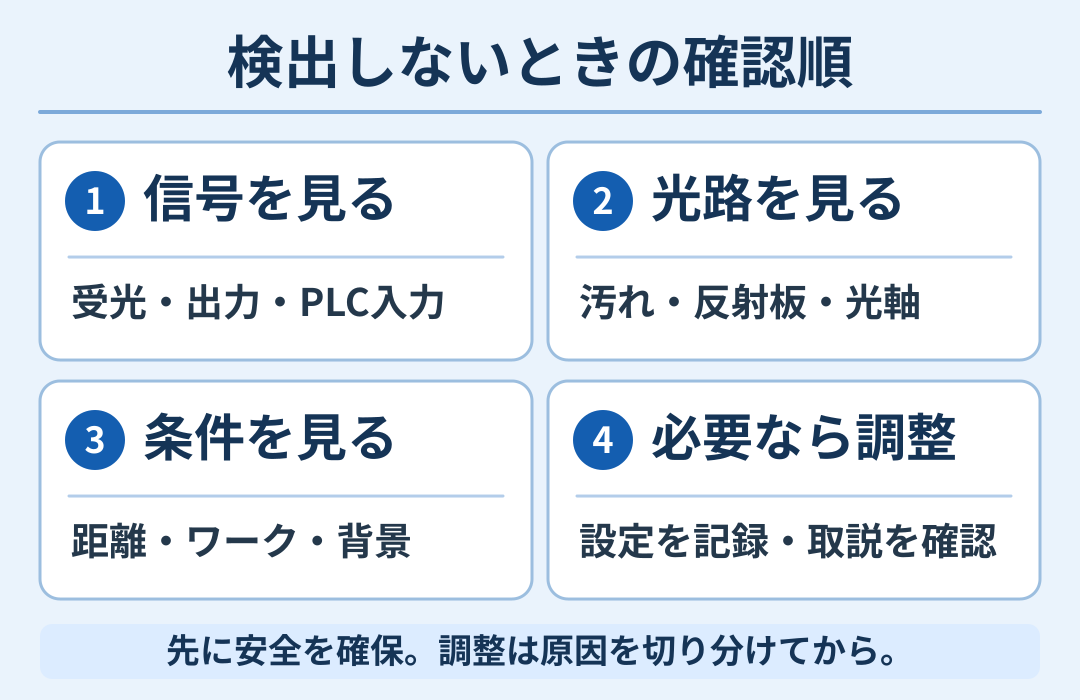 検出しないときの確認順
1 信号を見る
受光・出力・PLC入力
2 光路を見る
汚れ・反射板・光軸
3 条件を見る
距離・ワーク・背景
4 必要なら調整
設定を記録・取説を確認
先に安全を確保。調整は原因を切り分けてから。